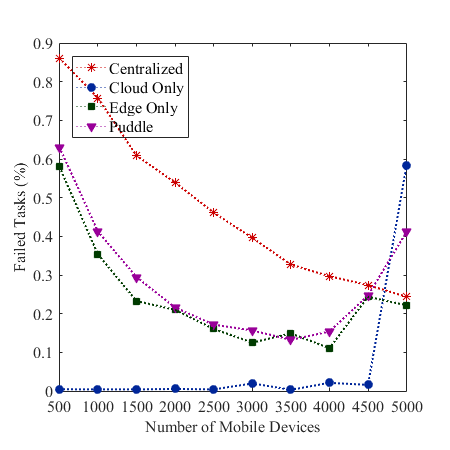 0.9
0.8
0.7
0.6
0.5
0.4
0.3
0.2
0.1
0
Failed Tasks (%)
Centralized
Cloud Only
Edge Only
Puddle
500 1000 1500 2000 2500 3000 3500 4000 4500 5000
Number of Mobile Devices